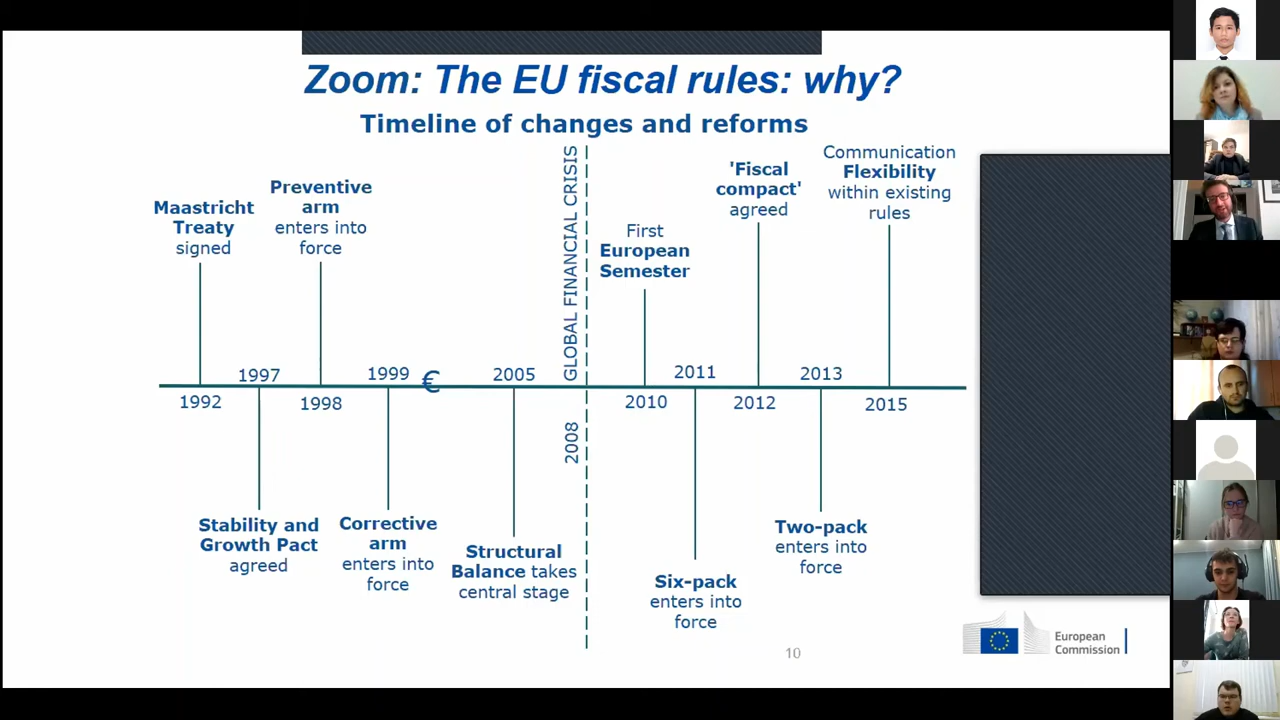 Zoom: The EU fiscal rules: why?
Timeline of changes and reforms
Maastricht
Treaty
signed
Preventive
arm
enters into
force
GLOBAL FINANCIAL CRISIS
First
European
Semester
'Fiscal
compact'
agreed
Communication
Flexibility
within existing
rules
1997
1999
€
2005
2011
2013
1992
1998
2008
2010
2012
2015
Stability and
Growth Pact
agreed
Corrective
arm
enters into
force
Structural
Balance takes
central stage
Six-pack
enters into
force
Two-pack
enters into
force
10
European
Commission